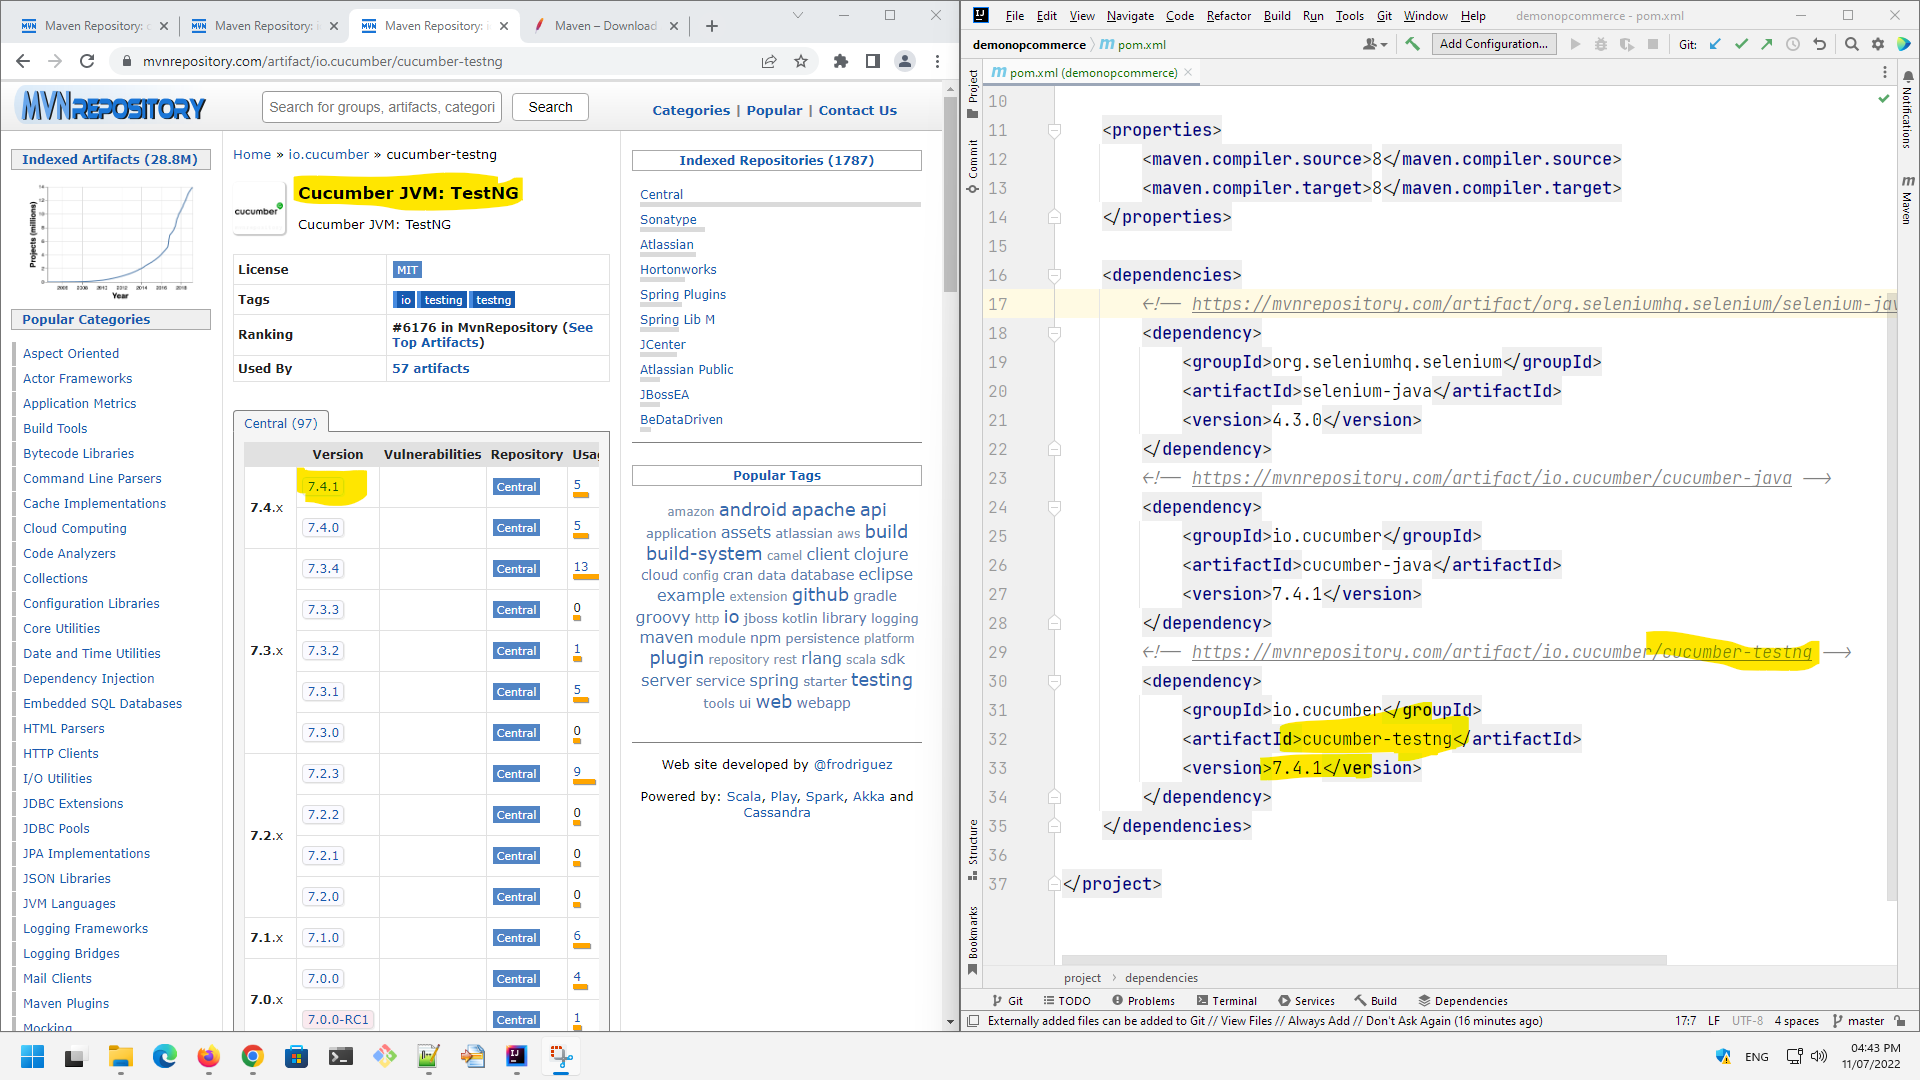 Maven Repository: c
Maven Repository: i
Maven Repository: i
Maven – Download
mvnrepository.com/artifact/io.cucumber/cucumber-testng
MVNREPOSITORY
Search for groups, artifacts, categori
Search
Categories | Popular | Contact Us
Indexed Artifacts (28.8M)
Projects (millions)
Year
Popular Categories
Aspect Oriented
Actor Frameworks
Application Metrics
Build Tools
Bytecode Libraries
Command Line Parsers
Cache Implementations
Cloud Computing
Code Analyzers
Collections
Configuration Libraries
Core Utilities
Date and Time Utilities
Dependency Injection
Embedded SQL Databases
HTML Parsers
HTTP Clients
I/O Utilities
JDBC Extensions
JDBC Pools
JPA Implementations
JSON Libraries
JVM Languages
Logging Frameworks
Logging Bridges
Mail Clients
Maven Plugins
Mocking
Home » io.cucumber » cucumber-testng
cucumber
Cucumber JVM: TestNG
Cucumber JVM: TestNG
License MIT
Tags io testing testng
Ranking #6176 in MvnRepository (See
Top Artifacts)
Used By 57 artifacts
Central (97)
Version Vulnerabilities Repository Usag
7.4.x
7.4.1 Central 5
7.4.0 Central 5
7.3.x
7.3.4 Central 13
7.3.3 Central 0
7.3.2 Central 1
7.3.1 Central 5
7.3.0 Central 0
7.2.x
7.2.3 Central 9
7.2.2 Central 0
7.2.1 Central 0
7.2.0 Central 0
7.1.x 7.1.0 Central 6
7.0.x
7.0.0 Central 4
7.0.0-RC1 Central 1
Indexed Repositories (1787)
Central
Sonatype
Atlassian
Hortonworks
Spring Plugins
Spring Lib M
JCenter
Atlassian Public
JBossEA
BeDataDriven
Popular Tags
amazon android apache api
application assets atlassian aws build
build-system camel client clojure
cloud config cran data database eclipse
example extension github gradle
groovy http io jboss kotlin library logging
maven module npm persistence platform
plugin repository rest rlang scala sdk
server service spring starter testing
tools ui web webapp
Web site developed by @frodriguez
Powered by: Scala, Play, Spark, Akka and
Cassandra
File Edit View Navigate Code Refactor Build Run Tools Git Window Help demonopcommerce - pom.xml
demonopcommerce m pom.xml
Add Configuration...
Git:
m pom.xml (demonopcommerce)
Project
Commit
Structure
Bookmarks
Notifications
m Maven
10
11 <properties>
12 <maven.compiler.source>8</maven.compiler.source>
13 <maven.compiler.target>8</maven.compiler.target>
14 </properties>
15
16 <dependencies>
17 <!-- https://mvnrepository.com/artifact/org.seleniumhq.selenium/selenium-jav
18 <dependency>
19 <groupId>org.seleniumhq.selenium</groupId>
20 <artifactId>selenium-java</artifactId>
21 <version>4.3.0</version>
22 </dependency>
23 <!-- https://mvnrepository.com/artifact/io.cucumber/cucumber-java -->
24 <dependency>
25 <groupId>io.cucumber</groupId>
26 <artifactId>cucumber-java</artifactId>
27 <version>7.4.1</version>
28 </dependency>
29 <!-- https://mvnrepository.com/artifact/io.cucumber/cucumber-testng -->
30 <dependency>
31 <groupId>io.cucumber</groupId>
32 <artifactId>cucumber-testng</artifactId>
33 <version>7.4.1</version>
34 </dependency>
35 </dependencies>
36
37 </project>
project dependencies
Git TODO Problems Terminal Services Build Dependencies
Externally added files can be added to Git // View Files // Always Add // Don't Ask Again (16 minutes ago)
17:7 LF UTF-8 4 spaces master
ENG
04:43 PM
11/07/2022